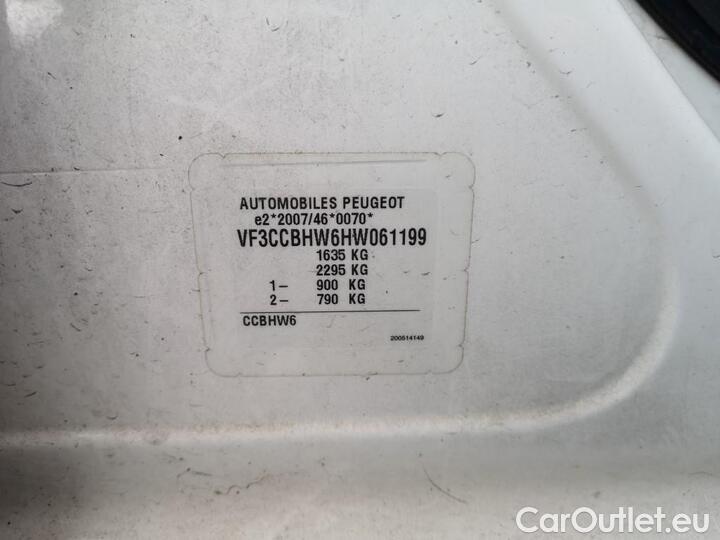 AUTOMOBILES PEUGEOT
e2*2007/46*0070*
VF3CCBHW6HW061199
1635 KG
2295 KG
1– 900 KG
2– 790 KG
CCBHW6
200514149
CarOutlet.eu